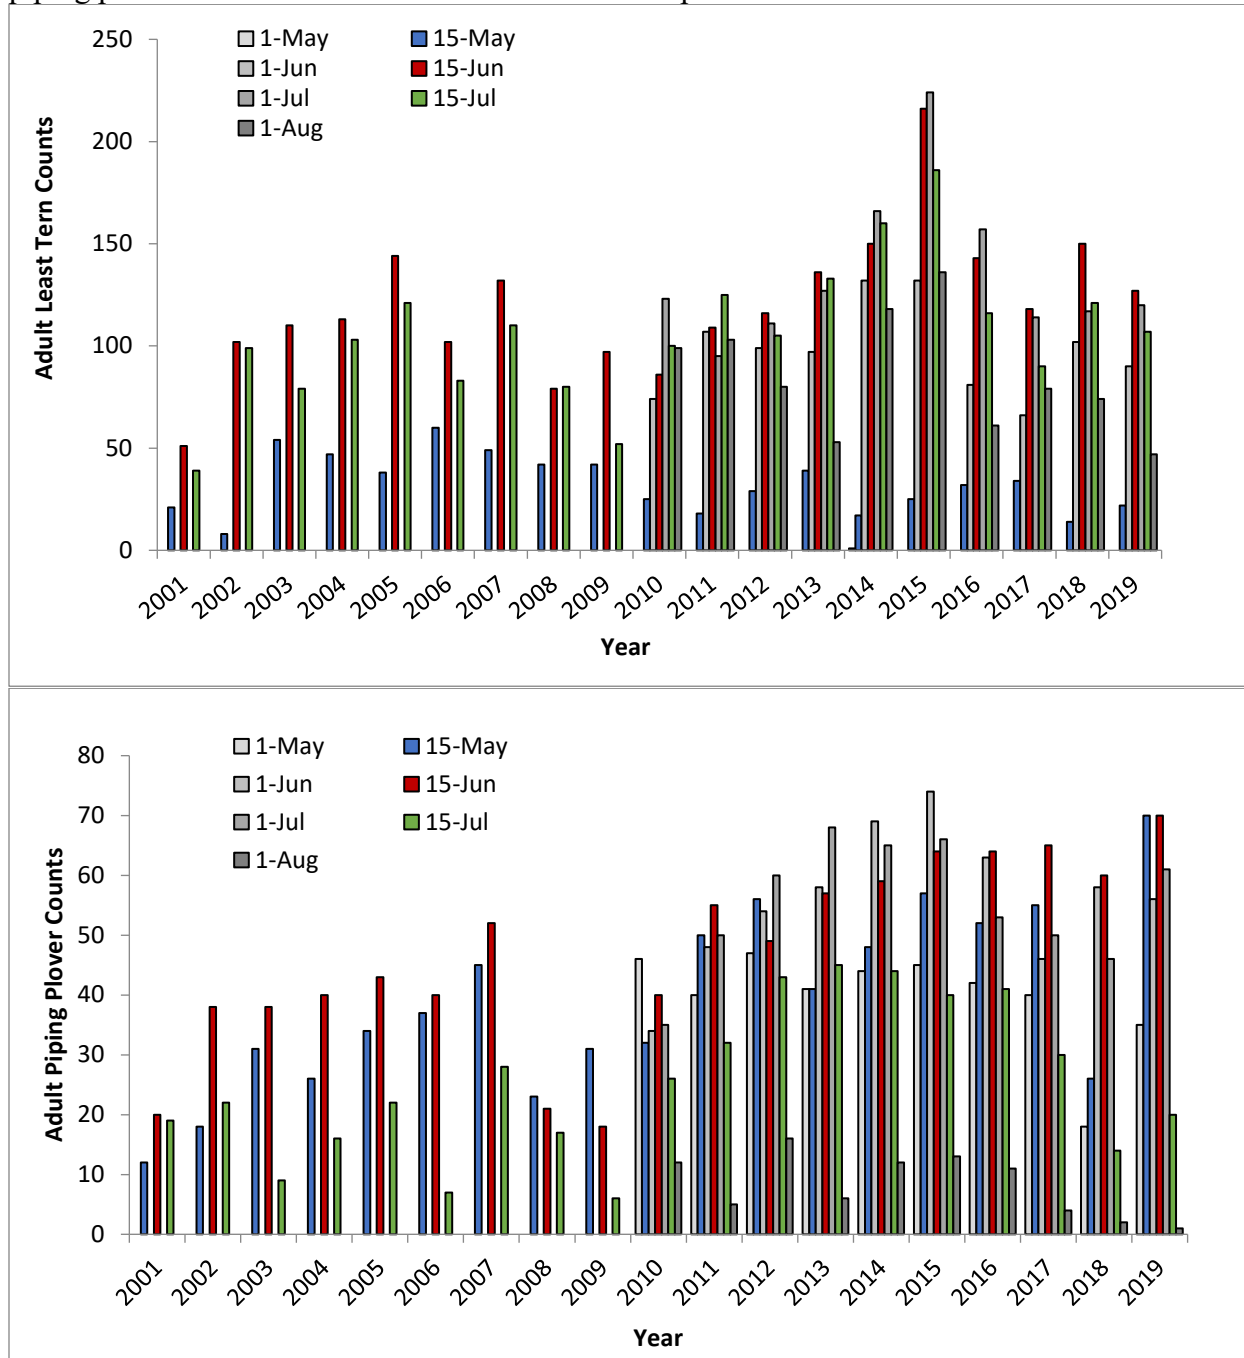 250
200
150
100
50
0
Adult Least Tern Counts
1-May 15-May
1-Jun 15-Jun
1-Jul 15-Jul
1-Aug
2001 2002 2003 2004 2005 2006 2007 2008 2009 2010 2011 2012 2013 2014 2015 2016 2017 2018 2019
Year
80
70
60
50
40
30
20
10
0
Adult Piping Plover Counts
1-May 15-May
1-Jun 15-Jun
1-Jul 15-Jul
1-Aug
2001 2002 2003 2004 2005 2006 2007 2008 2009 2010 2011 2012 2013 2014 2015 2016 2017 2018 2019
Year